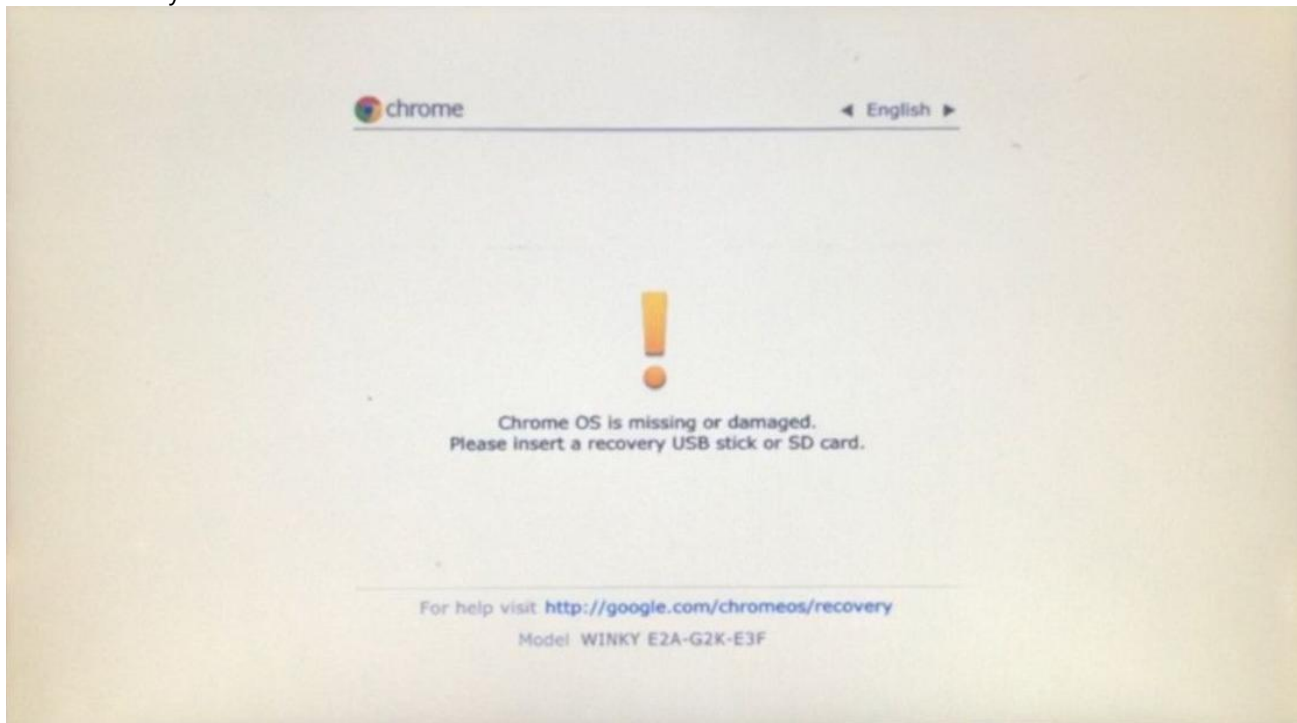 chrome
◄ English ►
!
Chrome OS is missing or damaged.
Please insert a recovery USB stick or SD card.
For help visit http://google.com/chromeos/recovery
Model WINKY E2A-G2K-E3F